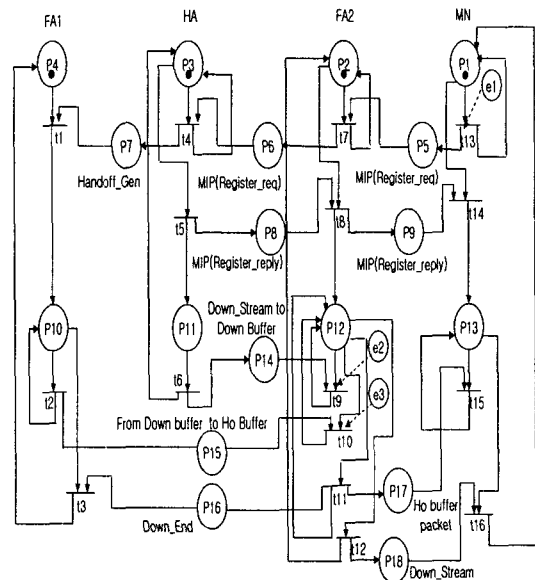 FA1 HA FA2 MN
P4 P3 P2 P1 e1
t1 P7 t4 P6 t7 P5 t13
Handoff_Gen MIP(Register_req) MIP(Register_req)
t5 P8 t8 P9 t14
MIP(Register_reply) MIP(Register_reply)
Down_Stream to
Down Buffer
P10 P11 P14 P12 e2 P13
t2 t6 t9 e3 t15
From Down buffer to Ho Buffer
P15 t10
t3 P16 t11 P17
Down_End
Ho buffer
packet
t12 P18 t16
Down_Stream